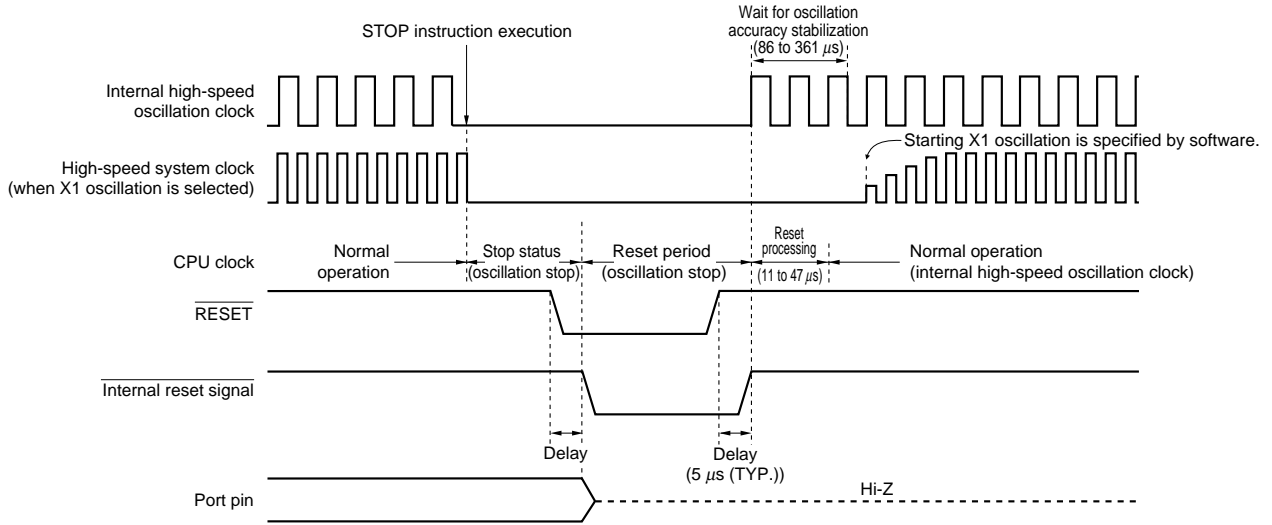 STOP instruction execution
Wait for oscillation
accuracy stabilization
(86 to 361 μs)
Internal high-speed
oscillation clock
Starting X1 oscillation is specified by software.
High-speed system clock
(when X1 oscillation is selected)
CPU clock
Normal
operation
Stop status
(oscillation stop)
Reset period
(oscillation stop)
Reset
processing
(11 to 47 μs)
Normal operation
(internal high-speed oscillation clock)
RESET
Internal reset signal
Delay
Delay
(5 μs (TYP.))
Port pin
Hi-Z